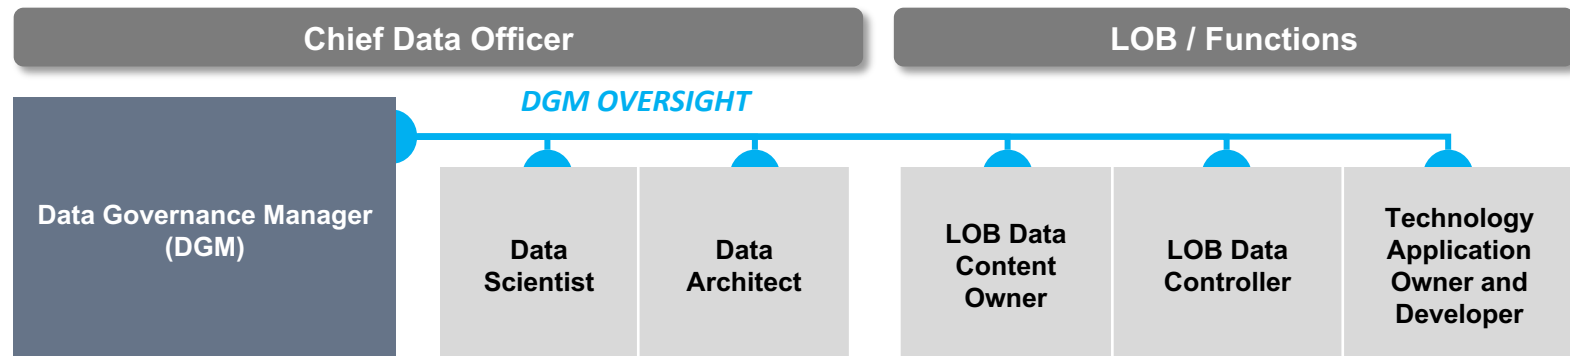 Chief Data Officer
LOB / Functions
DGM OVERSIGHT
Data Governance Manager
(DGM)
Data
Scientist
Data
Architect
LOB Data
Content
Owner
LOB Data
Controller
Technology
Application
Owner and
Developer